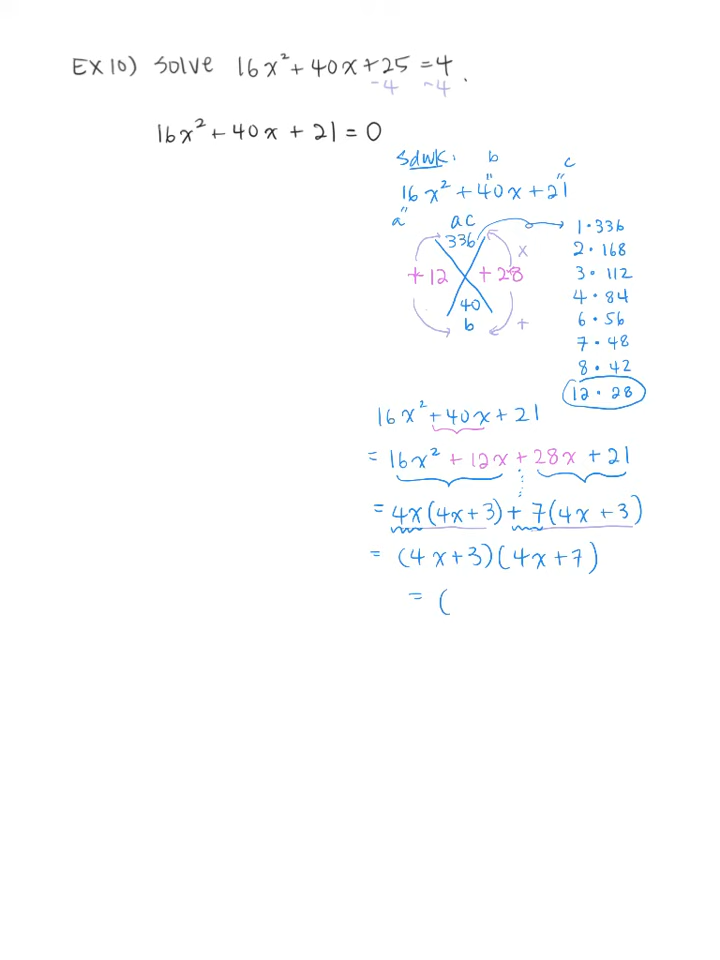 EX 10) Solve 16x² + 40x + 25 = 4.
-4 -4
16x² + 40x + 21 = 0
Sdwk: b c
16x² + 40x + 21
a" " "
ac
336
+12 +28 x
40
b +
1 · 336
2 · 168
3 · 112
4 · 84
6 · 56
7 · 48
8 · 42
12 · 28
16x² + 40x + 21
= 16x² + 12x + 28x + 21
= 4x(4x+3) + 7(4x+3)
= (4x+3)(4x+7)
= (